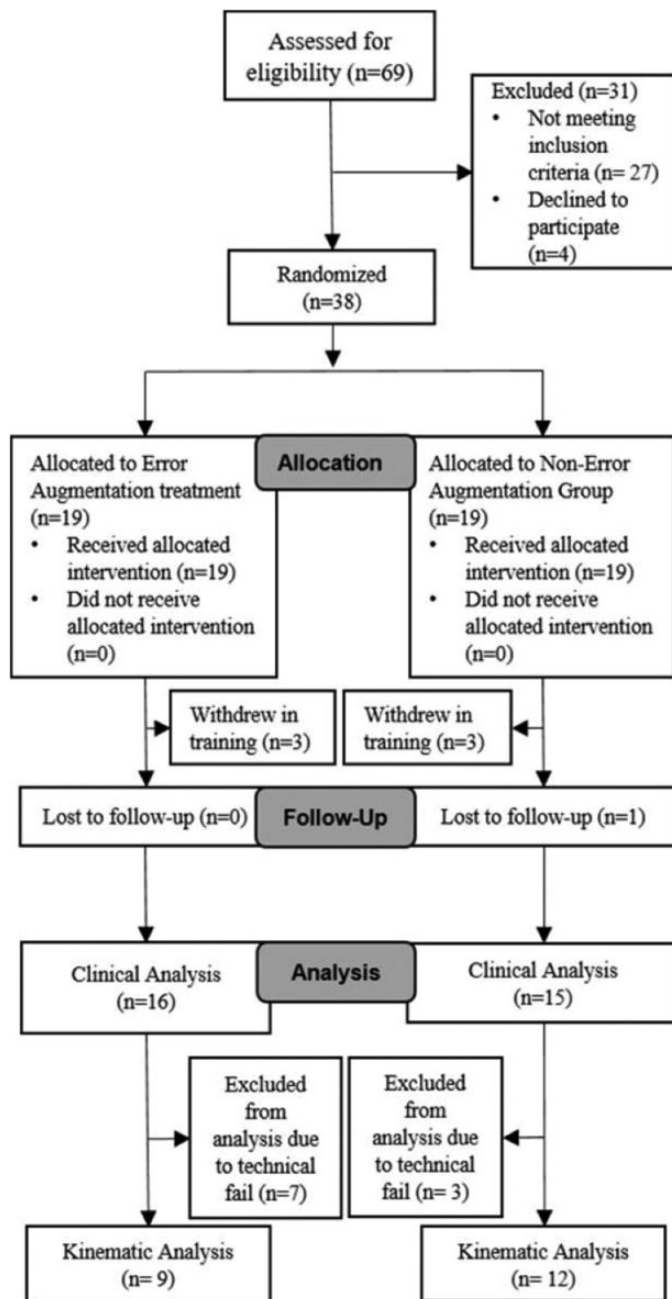 Assessed for
eligibility (n=69)
Excluded (n=31)
• Not meeting
inclusion
criteria (n= 27)
• Declined to
participate
(n=4)
Randomized
(n=38)
Allocation
Allocated to Error
Augmentation treatment
(n=19)
• Received allocated
intervention (n=19)
• Did not receive
allocated intervention
(n=0)
Allocated to Non-Error
Augmentation Group
(n=19)
• Received allocated
intervention (n=19)
• Did not receive
allocated intervention
(n=0)
Withdrew in
training (n=3)
Withdrew in
training (n=3)
Lost to follow-up (n=0)
Follow-Up
Lost to follow-up (n=1)
Clinical Analysis
(n=16)
Analysis
Clinical Analysis
(n=15)
Excluded
from
analysis due
to technical
fail (n=7)
Excluded
from
analysis due
to technical
fail (n= 3)
Kinematic Analysis
(n= 9)
Kinematic Analysis
(n= 12)